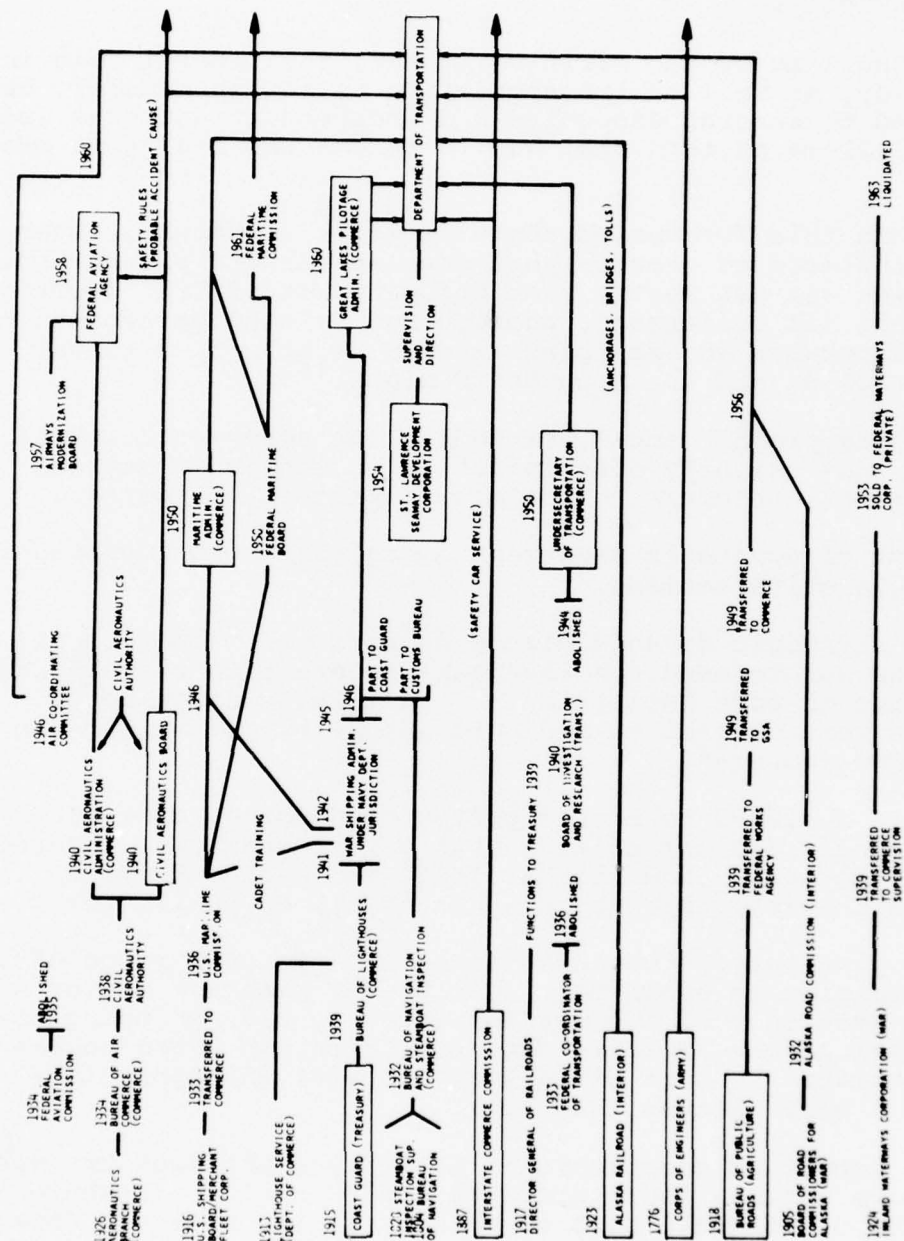 1926
AERONAUTICS
BRANCH
(COMMERCE)
1934
BUREAU OF AIR
COMMERCE
(COMMERCE)
1934
FEDERAL
AVIATION
COMMISSION
ABOLISHED
1935
1938
CIVIL
AERONAUTICS
AUTHORITY
1940
CIVIL AERONAUTICS
ADMINISTRATION
(COMMERCE)
1940
CIVIL AERONAUTICS BOARD
CIVIL AERONAUTICS
AUTHORITY
1946
AIR CO-ORDINATING
COMMITTEE
1957
AIRWAYS
MODERNIZATION
BOARD
1958
FEDERAL AVIATION
AGENCY
1960
(SAFETY RULES
(PROBABLE ACCIDENT CAUSE)
1916
U.S. SHIPPING
BOARD/MERCHANT
FLEET CORP.
1933
TRANSFERRED TO
COMMERCE
1936
U.S. MARITIME
COMMISSION
CADET TRAINING
1946
1950
MARITIME
ADMIN.
(COMMERCE)
1950
FEDERAL MARITIME
BOARD
1961
FEDERAL
MARITIME
COMMISSION
1913
LIGHTHOUSE SERVICE
(DEPT. OF COMMERCE)
1915
COAST GUARD (TREASURY)
1939
BUREAU OF LIGHTHOUSES
(COMMERCE)
1941
1942
WAR SHIPPING ADMIN.
UNDER NAVY DEPT.
JURISDICTION
1945
1946
PART TO
COAST GUARD
PART TO
CUSTOMS BUREAU
1960
GREAT LAKES PILOTAGE
ADMIN. (COMMERCE)
STEAMBOAT
INSPECTION SUP.
BUREAU
OF NAVIGATION
1932
BUREAU OF NAVIGATION
AND STEAMBOAT INSPECTION
(COMMERCE)
1954
ST. LAWRENCE
SEAWAY DEVELOPMENT
CORPORATION
SUPERVISION
AND
DIRECTION
DEPARTMENT OF TRANSPORTATION
1887
INTERSTATE COMMERCE COMMISSION
(SAFETY CAR SERVICE)
1917
DIRECTOR GENERAL OF RAILROADS
FUNCTIONS TO TREASURY 1939
1933
FEDERAL CO-ORDINATOR
OF TRANSPORTATION
1936
ABOLISHED
1940
BOARD OF INVESTIGATION
AND RESEARCH (TRANS.)
1944
ABOLISHED
1950
UNDERSECRETARY
OF TRANSPORTATION
(COMMERCE)
1923
ALASKA RAILROAD (INTERIOR)
(ANCHORAGES, BRIDGES, TOLLS)
1776
CORPS OF ENGINEERS (ARMY)
1918
BUREAU OF PUBLIC
ROADS (AGRICULTURE)
1939
TRANSFERRED TO
FEDERAL WORKS
AGENCY
1949
TRANSFERRED
TO
GSA
1949
TRANSFERRED
TO
COMMERCE
1956
1905
BOARD OF ROAD
COMMISSIONERS FOR
ALASKA (WAR)
1932
ALASKA ROAD COMMISSION (INTERIOR)
1924
INLAND WATERWAYS CORPORATION (WAR)
1939
TRANSFERRED
TO COMMERCE
SUPERVISION
1953
SOLD TO FEDERAL WATERWAYS
CORP. (PRIVATE)
1963
LIQUIDATED